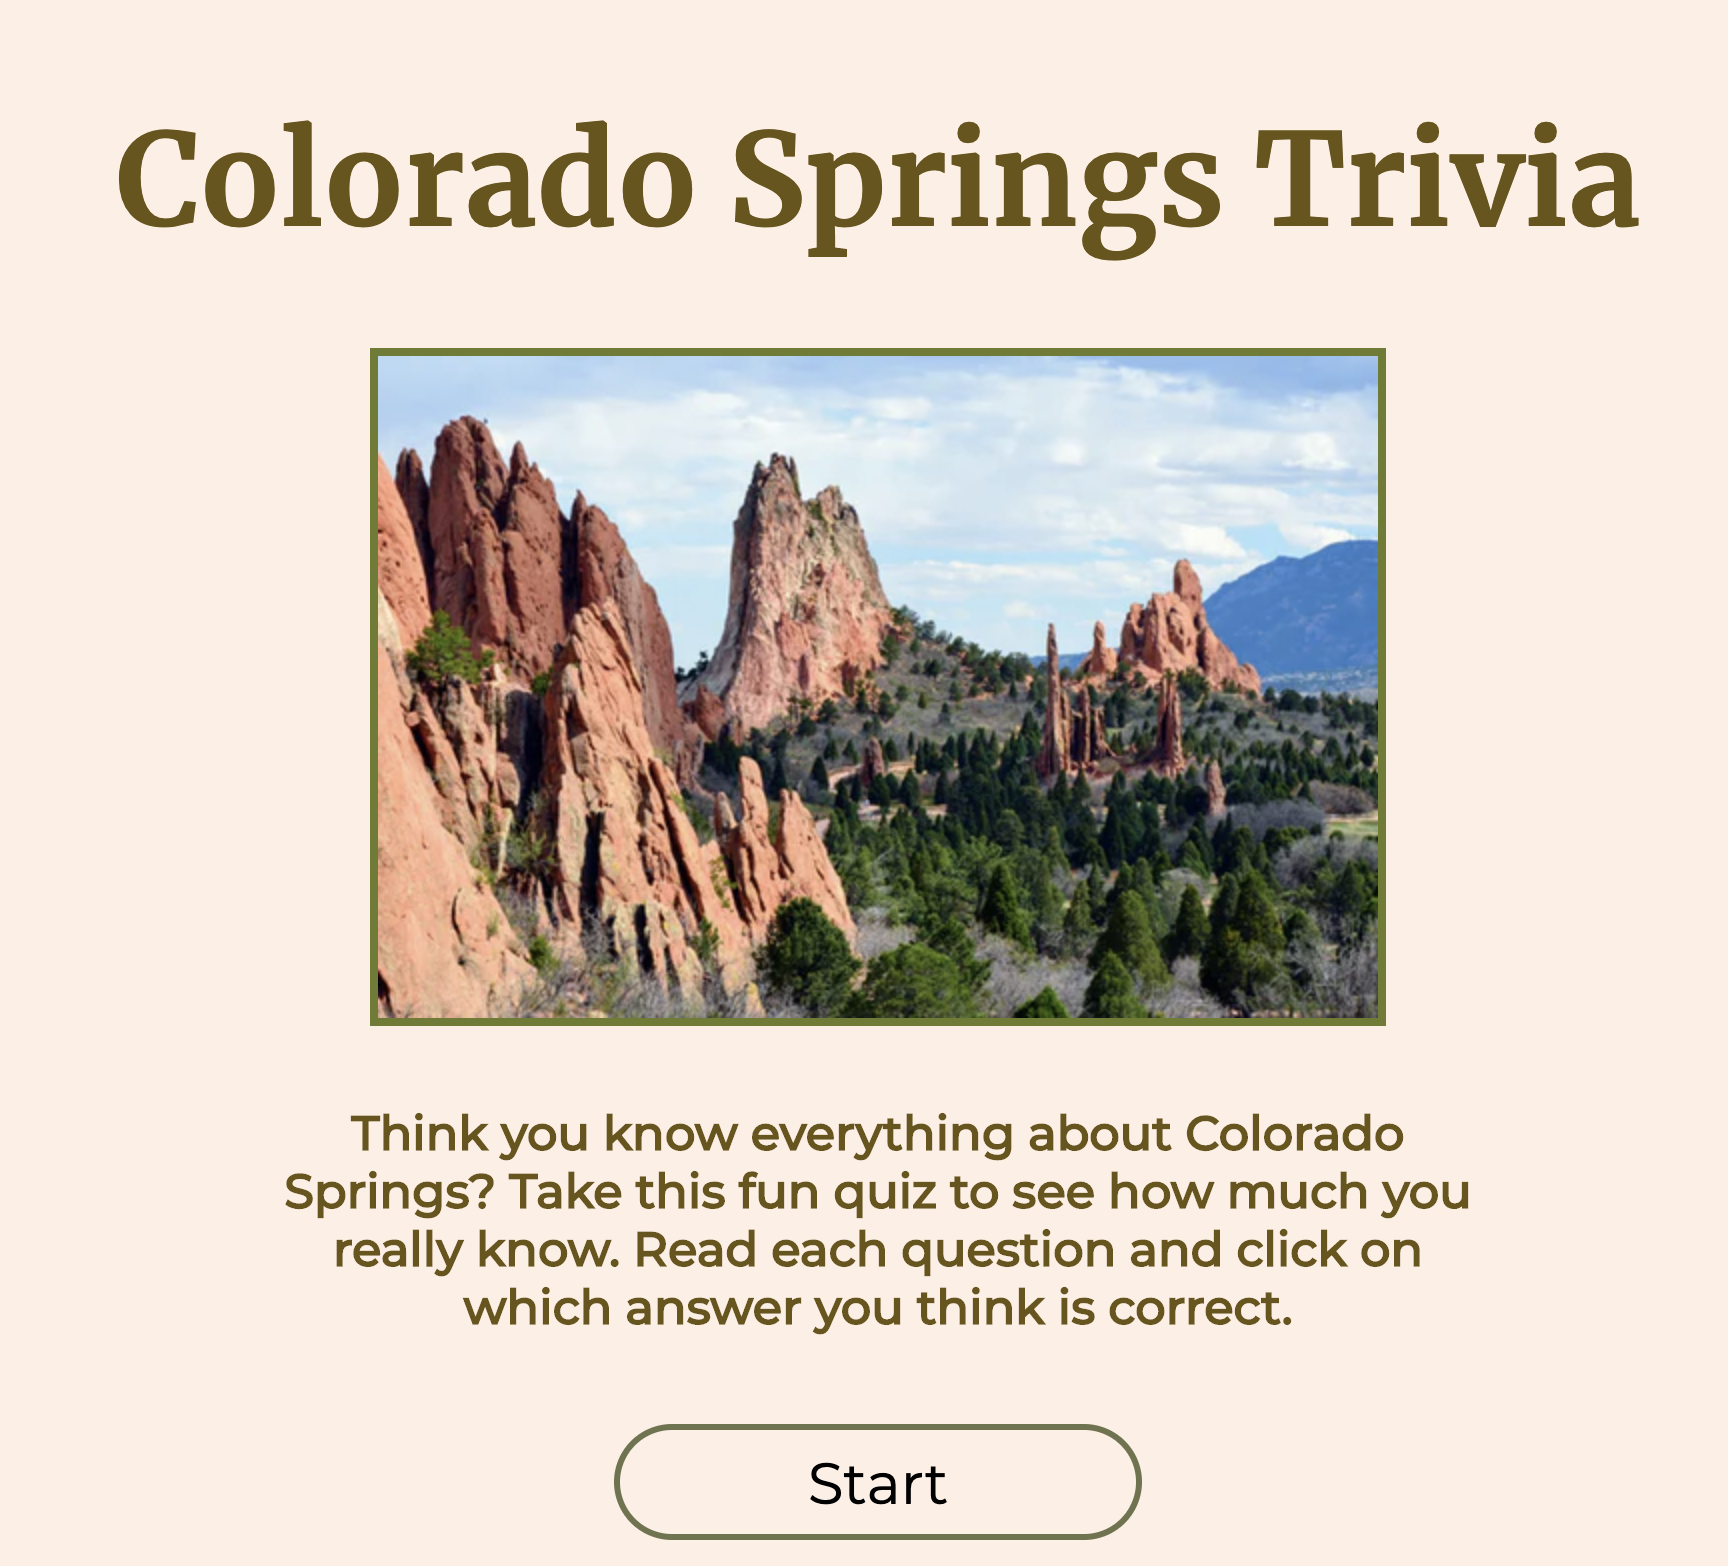 Colorado Springs Trivia
Think you know everything about Colorado
Springs? Take this fun quiz to see how much you
really know. Read each question and click on
which answer you think is correct.
Start